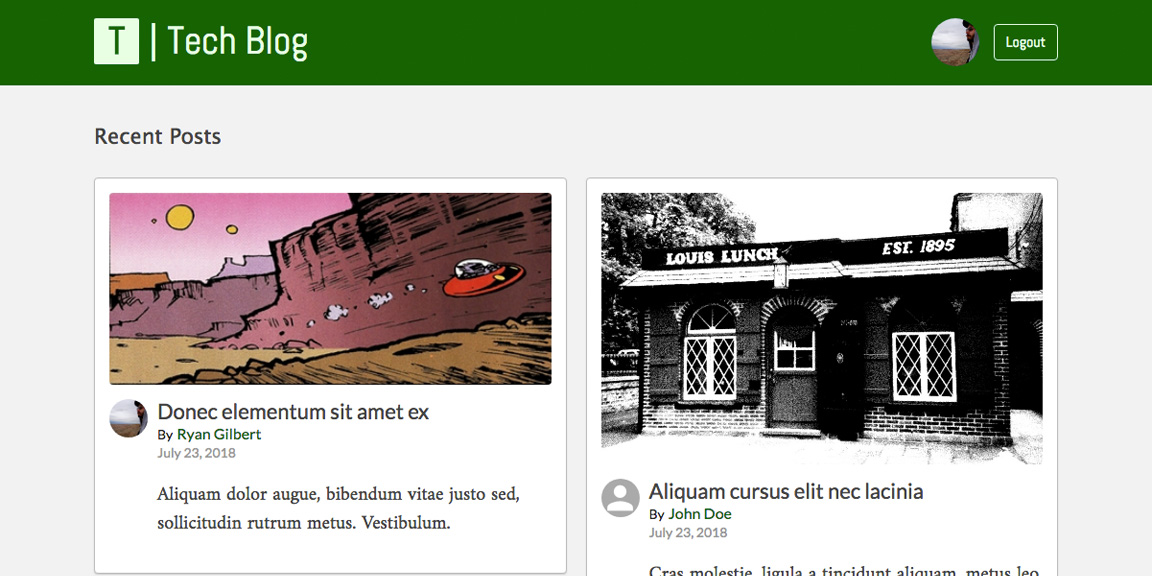 T | Tech Blog
Logout
Recent Posts
Donec elementum sit amet ex
By Ryan Gilbert
July 23, 2018
Aliquam dolor augue, bibendum vitae justo sed,
sollicitudin rutrum metus. Vestibulum.
LOUIS LUNCH
EST. 1895
Aliquam cursus elit nec lacinia
By John Doe
July 23, 2018
Cras molestie, ligula a tincidunt aliquam, metus leo